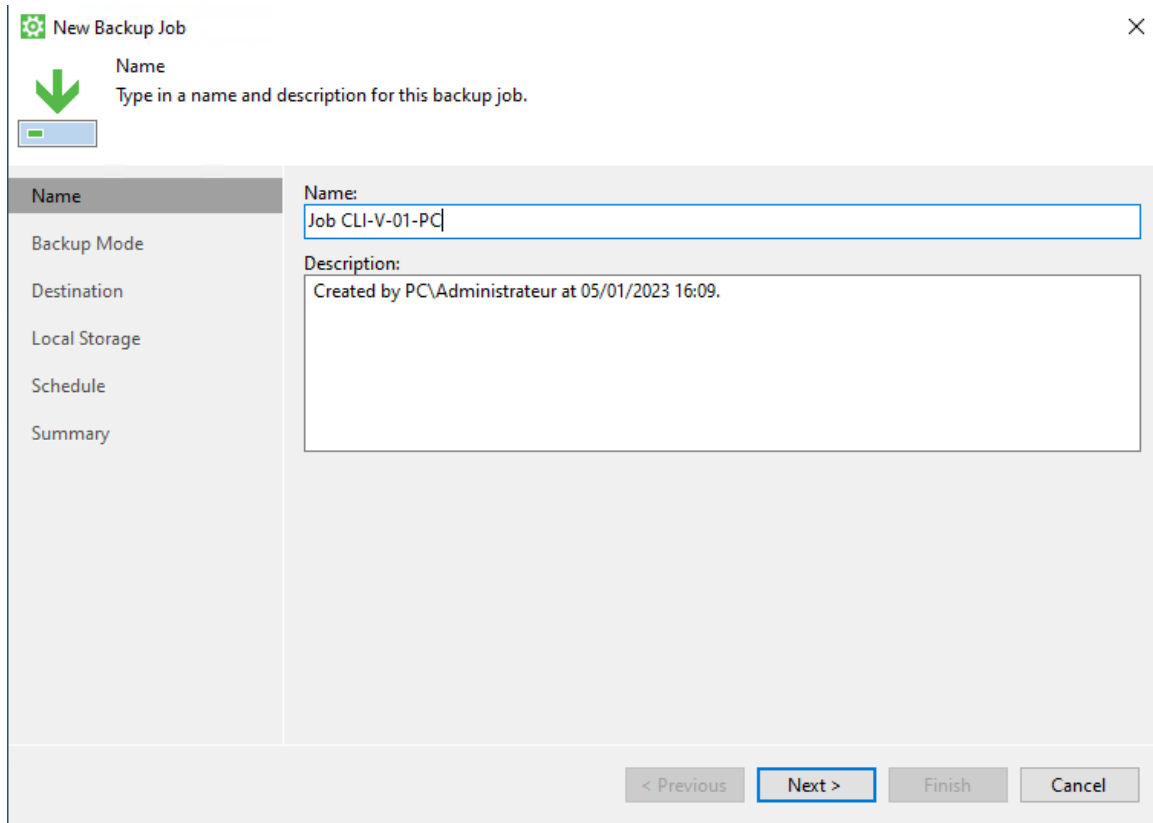 New Backup Job
Name
Type in a name and description for this backup job.
Name
Backup Mode
Destination
Local Storage
Schedule
Summary
Name:
Job CLI-V-01-PC
Description:
Created by PC\Administrateur at 05/01/2023 16:09.
< Previous
Next >
Finish
Cancel